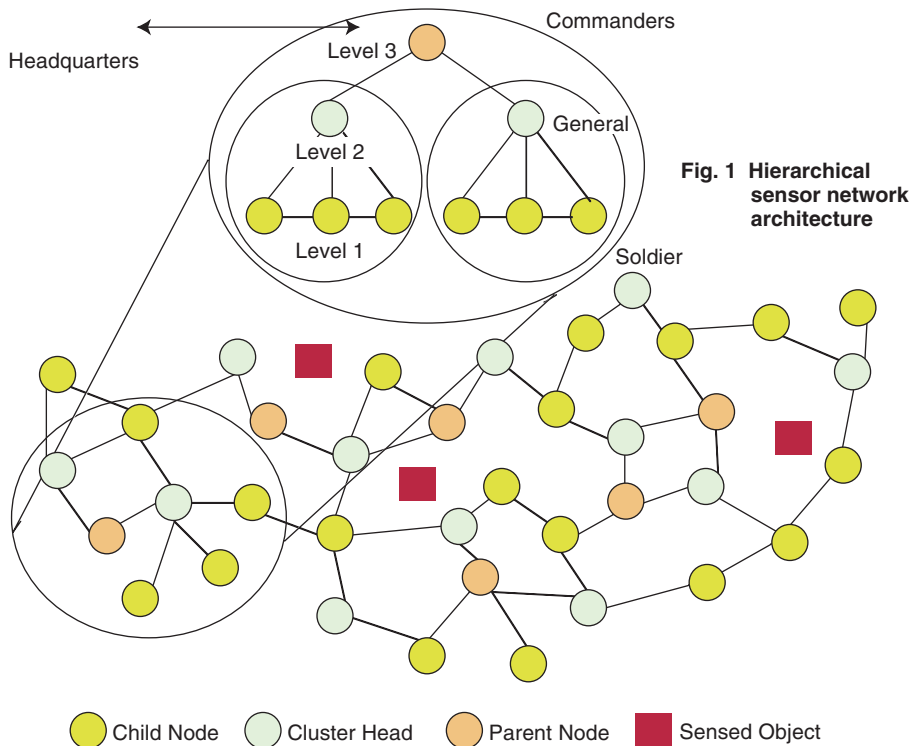 Commanders
Headquarters
Level 3
General
Level 2
Fig. 1 Hierarchical
sensor network
architecture
Level 1
Soldier
Child Node
Cluster Head
Parent Node
Sensed Object